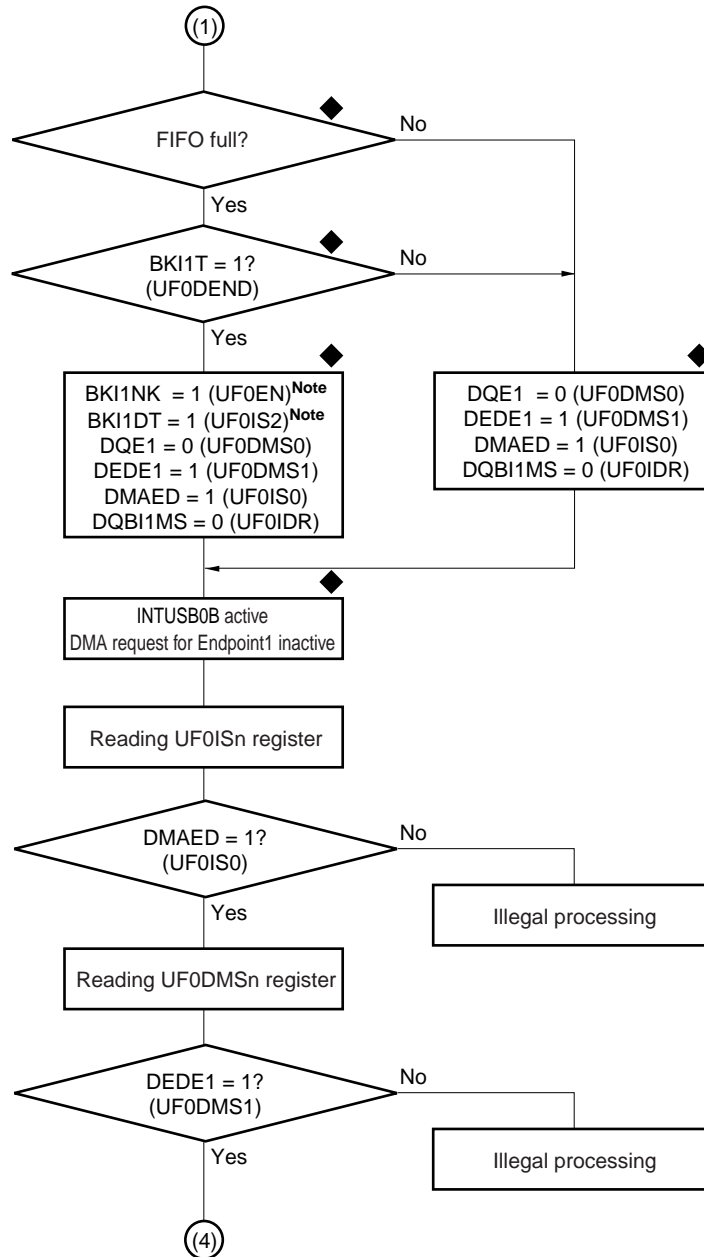 (1)
FIFO full?
No
Yes
BKI1T = 1?
(UF0DEND)
No
Yes
BKI1NK = 1 (UF0EN)Note
BKI1DT = 1 (UF0IS2)Note
DQE1 = 0 (UF0DMS0)
DEDE1 = 1 (UF0DMS1)
DMAED = 1 (UF0IS0)
DQBI1MS = 0 (UF0IDR)
DQE1 = 0 (UF0DMS0)
DEDE1 = 1 (UF0DMS1)
DMAED = 1 (UF0IS0)
DQBI1MS = 0 (UF0IDR)
INTUSB0B active
DMA request for Endpoint1 inactive
Reading UF0ISn register
DMAED = 1?
(UF0IS0)
No
Illegal processing
Yes
Reading UF0DMSn register
DEDE1 = 1?
(UF0DMS1)
No
Illegal processing
Yes
(4)